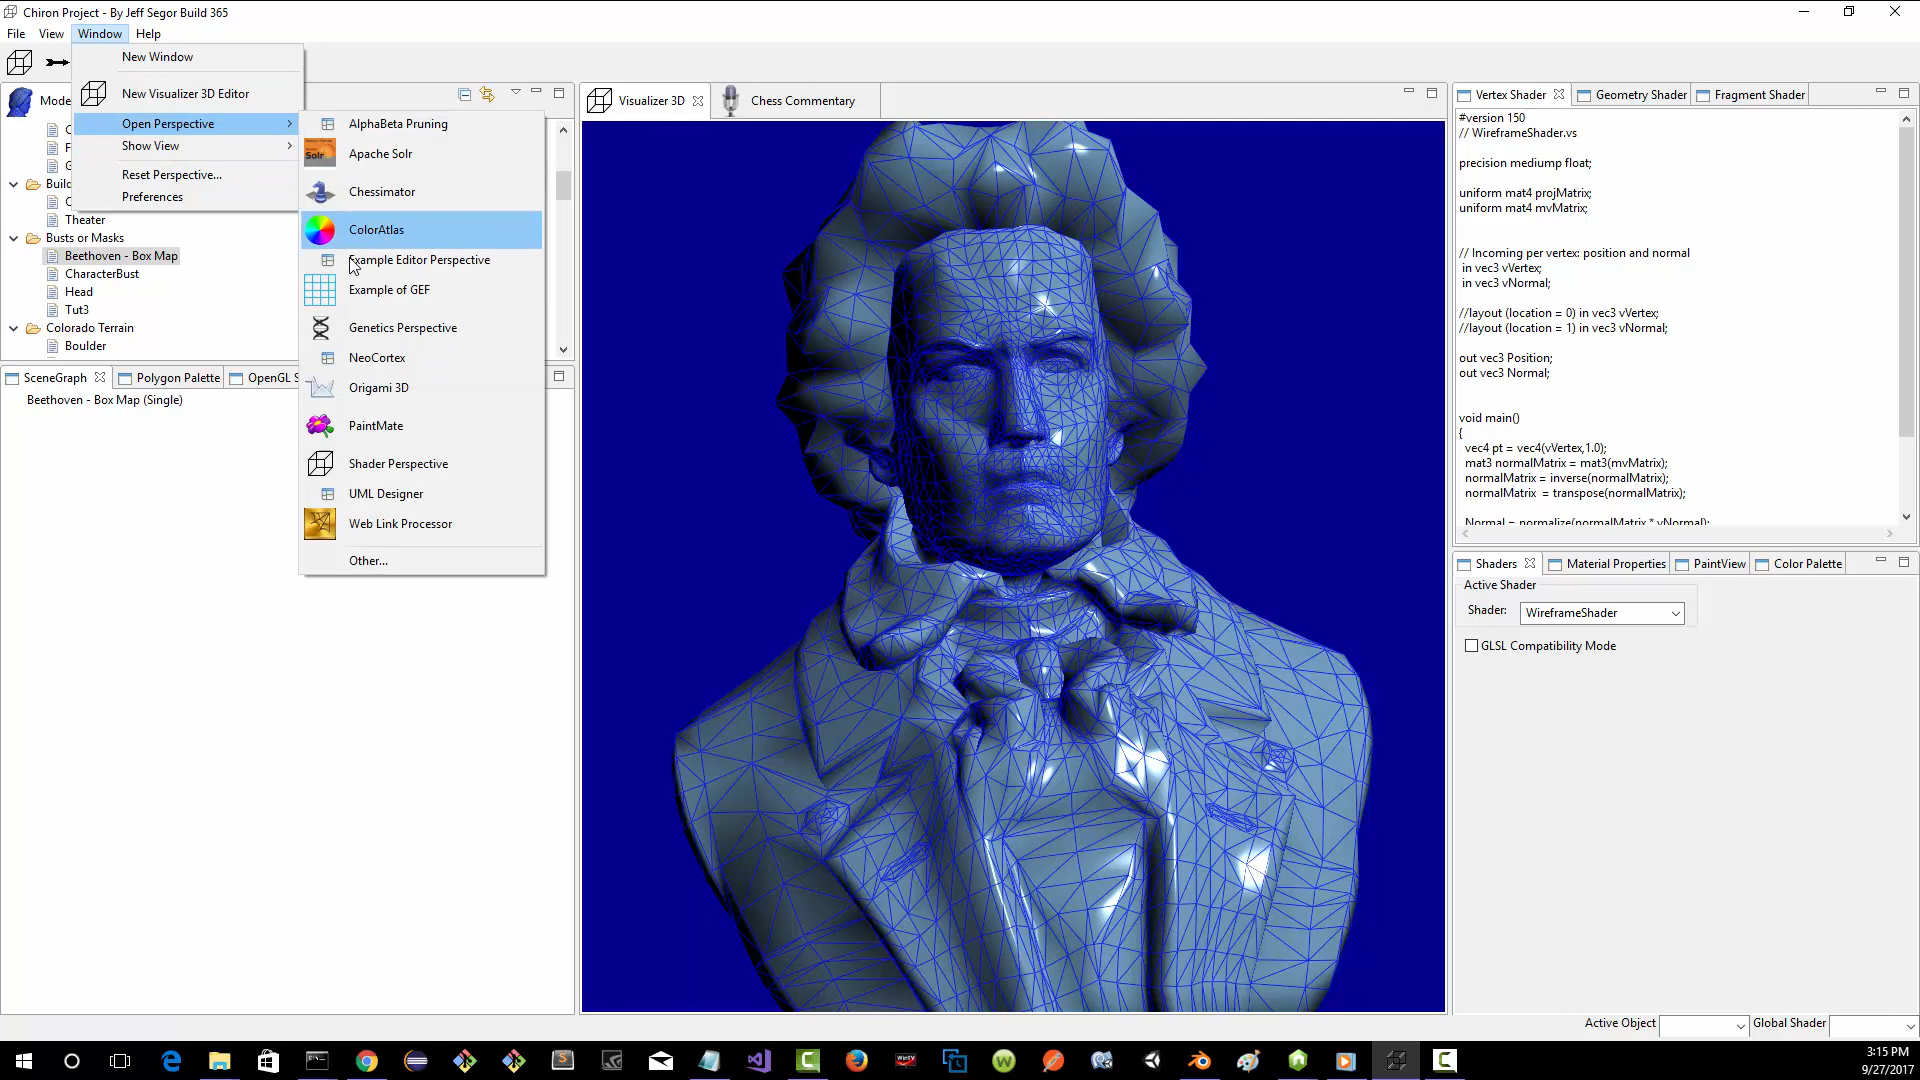 Chiron Project - By Jeff Segor Build 365
File View Window Help
New Window
New Visualizer 3D Editor
Open Perspective
Show View
Reset Perspective...
Preferences
AlphaBeta Pruning
Apache Solr
Chessimator
ColorAtlas
Example Editor Perspective
Example of GEF
Genetics Perspective
NeoCortex
Origami 3D
PaintMate
Shader Perspective
UML Designer
Web Link Processor
Other...
Solr
Mode
C
F
G
Build
C
Theater
Busts or Masks
Beethoven - Box Map
CharacterBust
Head
Tut3
Colorado Terrain
Boulder
SceneGraph Polygon Palette OpenGL S
Beethoven - Box Map (Single)
Visualizer 3D Chess Commentary
Vertex Shader Geometry Shader Fragment Shader
#version 150
// WireframeShader.vs
precision mediump float;
uniform mat4 projMatrix;
uniform mat4 mvMatrix;
// Incoming per vertex: position and normal
in vec3 vVertex;
in vec3 vNormal;
//layout (location = 0) in vec3 vVertex;
//layout (location = 1) in vec3 vNormal;
out vec3 Position;
out vec3 Normal;
void main()
{
vec4 pt = vec4(vVertex,1.0);
mat3 normalMatrix = mat3(mvMatrix);
normalMatrix = inverse(normalMatrix);
normalMatrix = transpose(normalMatrix);
Normal = normalize(normalMatrix * vNormal);
Shaders Material Properties PaintView Color Palette
Active Shader
Shader: WireframeShader
GLSL Compatibility Mode
Active Object Global Shader
3:15 PM
9/27/2017